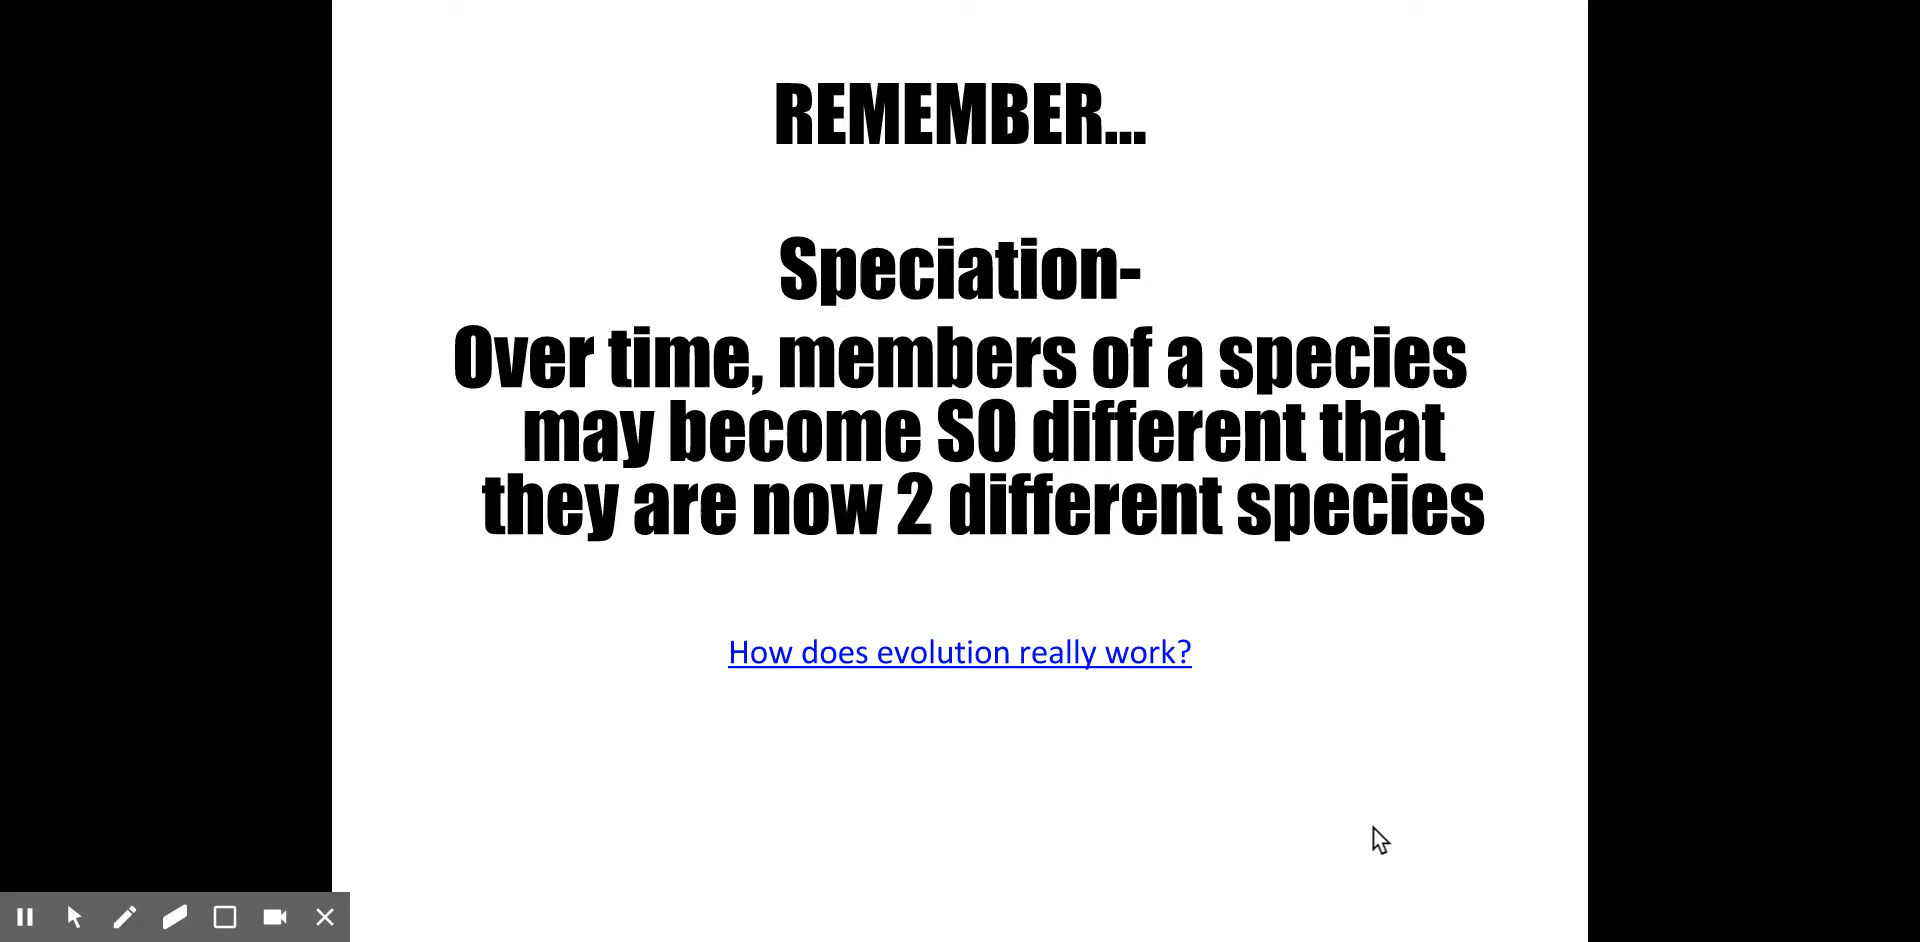 REMEMBER...
Speciation-
Over time, members of a species
may become SO different that
they are now 2 different species
How does evolution really work?